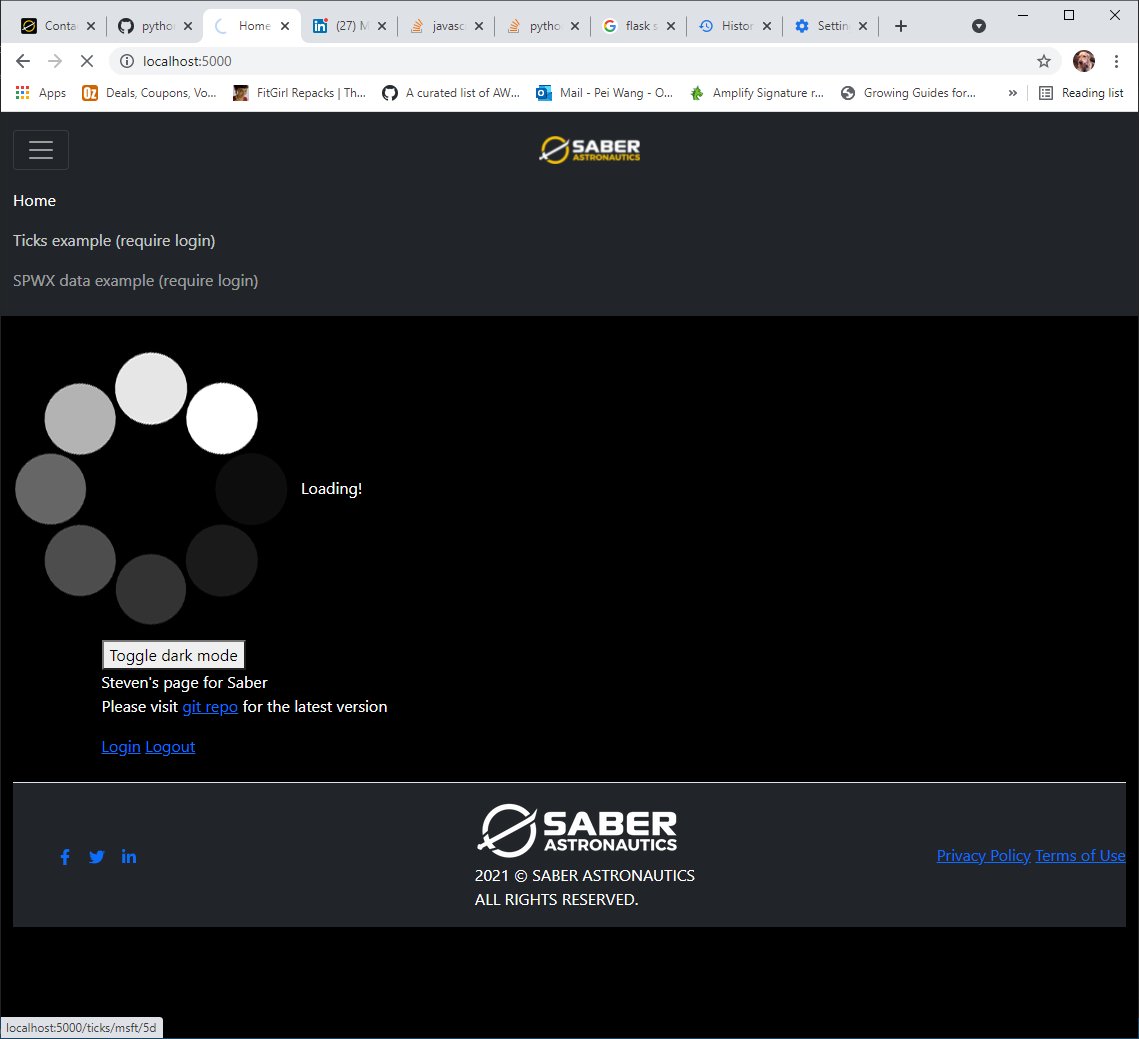 Conta
pytho
Home
(27) M
javasc
pytho
flask s
Histor
Settin
localhost:5000
Apps
Deals, Coupons, Vo...
FitGirl Repacks | Th...
A curated list of AW...
Mail - Pei Wang - O...
Amplify Signature r...
Growing Guides for...
»
Reading list
SABER
ASTRONAUTICS
Home
Ticks example (require login)
SPWX data example (require login)
Loading!
Toggle dark mode
Steven's page for Saber
Please visit git repo for the latest version
Login Logout
SABER
ASTRONAUTICS
2021 © SABER ASTRONAUTICS
ALL RIGHTS RESERVED.
Privacy Policy Terms of Use
localhost:5000/ticks/msft/5d